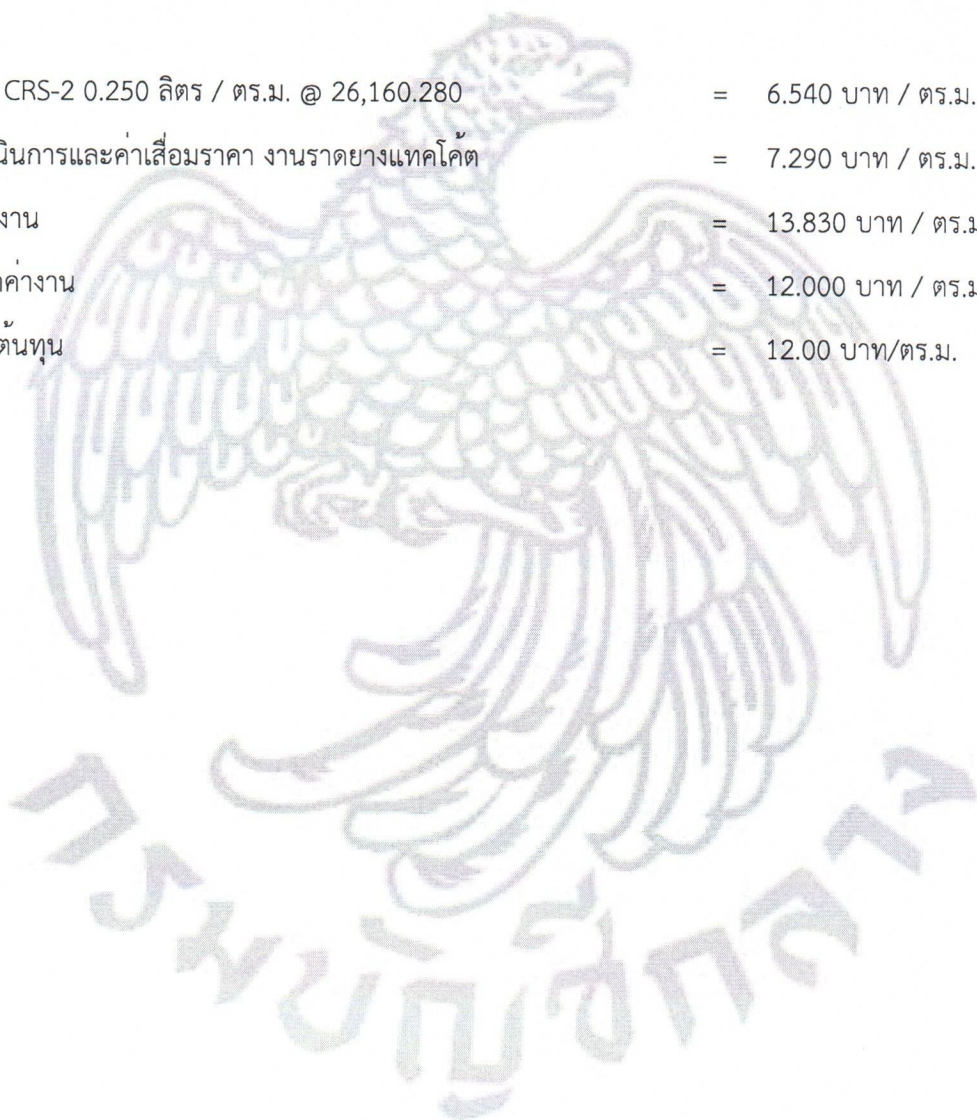 CRS-2 0.250 ลิตร / ตร.ม. @ 26,160.280 = 6.540 บาท / ตร.ม.
นินการและค่าเสื่อมราคา งานราดยางแทคโค้ต = 7.290 บาท / ตร.ม.
งาน = 13.830 บาท / ตร.ม
ค่างาน = 12.000 บาท / ตร.ม
ต้นทุน = 12.00 บาท/ตร.ม.
กรมบัญชีกลาง